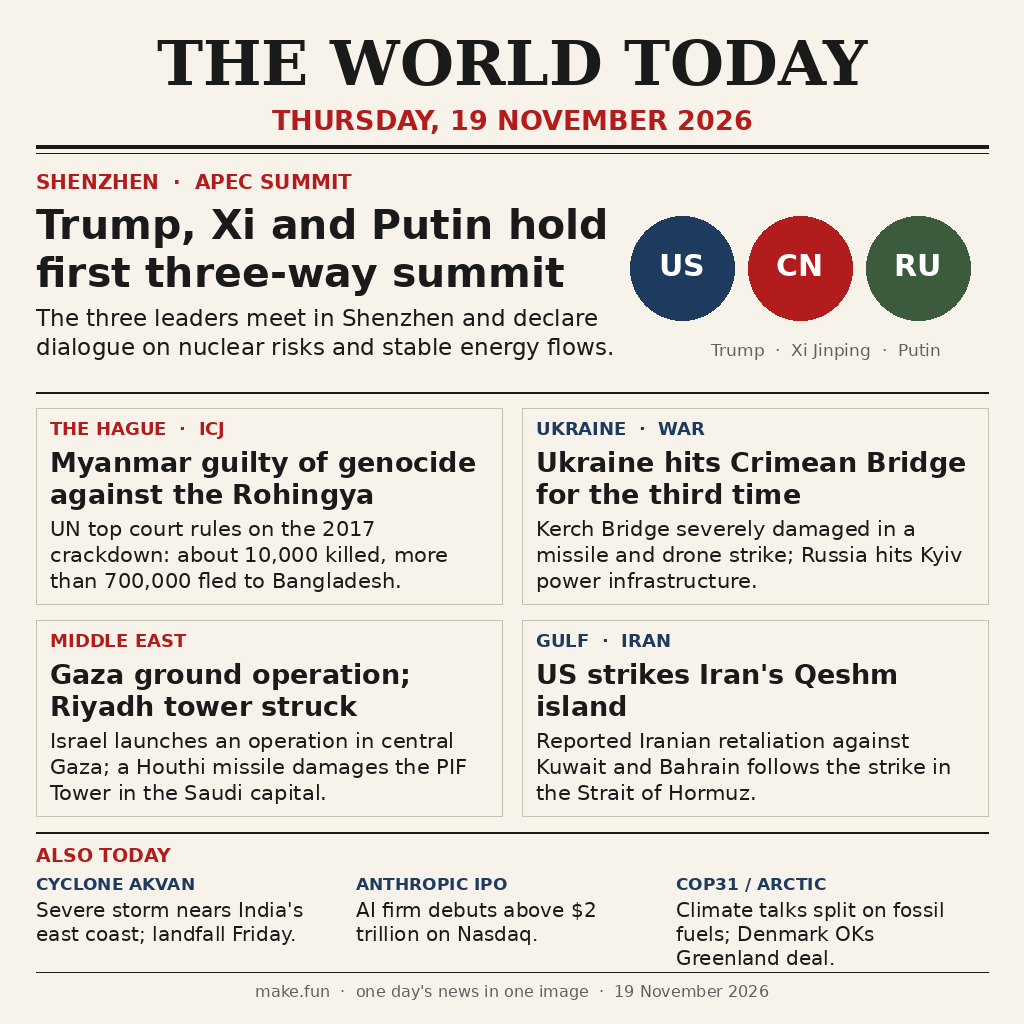 THE WORLD TODAY
THURSDAY, 19 NOVEMBER 2026
SHENZHEN · APEC SUMMIT
Trump, Xi and Putin hold
first three-way summit
The three leaders meet in Shenzhen and declare
dialogue on nuclear risks and stable energy flows.
US CN RU
Trump · Xi Jinping · Putin
THE HAGUE · ICJ
Myanmar guilty of genocide
against the Rohingya
UN top court rules on the 2017
crackdown: about 10,000 killed, more
than 700,000 fled to Bangladesh.
UKRAINE · WAR
Ukraine hits Crimean Bridge
for the third time
Kerch Bridge severely damaged in a
missile and drone strike; Russia hits Kyiv
power infrastructure.
MIDDLE EAST
Gaza ground operation;
Riyadh tower struck
Israel launches an operation in central
Gaza; a Houthi missile damages the PIF
Tower in the Saudi capital.
GULF · IRAN
US strikes Iran's Qeshm
island
Reported Iranian retaliation against
Kuwait and Bahrain follows the strike in
the Strait of Hormuz.
ALSO TODAY
CYCLONE AKVAN
Severe storm nears India's
east coast; landfall Friday.
ANTHROPIC IPO
AI firm debuts above $2
trillion on Nasdaq.
COP31 / ARCTIC
Climate talks split on fossil
fuels; Denmark OKs
Greenland deal.
make.fun · one day's news in one image · 19 November 2026